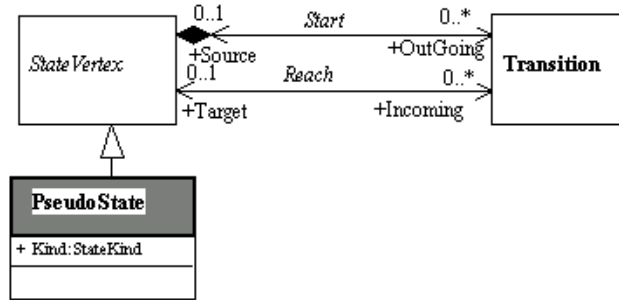 0..1 Start 0..*
+Source +OutGoing
StateVertex Transition
0..1 Reach 0..*
+Target +Incoming
PseudoState
+ Kind:StateKind